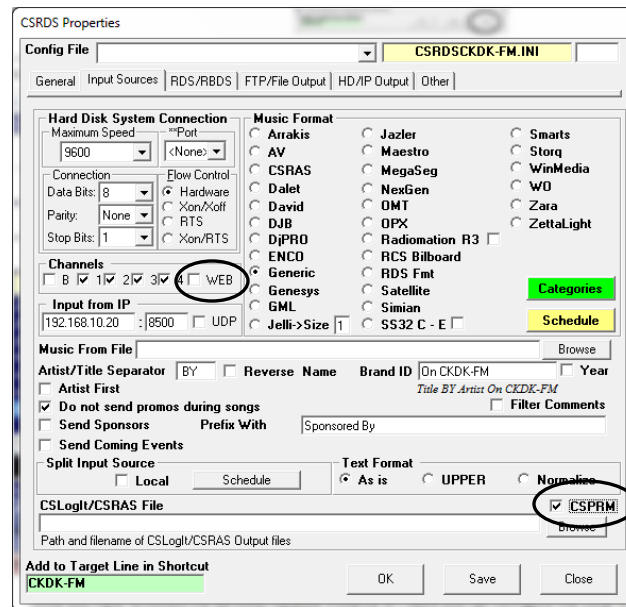 CSRDS Properties
Config File CSRDSCKDK-FM.INI
General Input Sources RDS/RBDS FTP/File Output HD/IP Output Other
Hard Disk System Connection
Maximum Speed **Port
9600 <None>
Connection Flow Control
Data Bits: 8 Hardware
Xon/Xoff
Parity: None RTS
Stop Bits: 1 Xon/RTS
Channels
B 1 2 3 4 WEB
Input from IP
192.168.10.20 : 8500 UDP
Music Format
Arrakis Jazler Smarts
AV Maestro Storq
CSRAS MegaSeg WinMedia
Dalet NexGen WO
David OMT Zara
DJB OPX ZettaLight
DjPRO Radiomation R3
ENCO RCS Bilboard
Generic RDS Fmt
Genesys Satellite Categories
GML Simian
Jelli->Size 1 SS32 C - E Schedule
Music From File Browse
Artist/Title Separator BY Reverse Name Brand ID On CKDK-FM Year
Artist First Title BY Artist On CKDK-FM
Do not send promos during songs Filter Comments
Send Sponsors Prefix With Sponsored By
Send Coming Events
Split Input Source Text Format
Local Schedule As is UPPER Normalize
CSLogIt/CSRAS File CSPRM
Browse
Path and filename of CSLogIt/CSRAS Output files
Add to Target Line in Shortcut
CKDK-FM OK Save Close